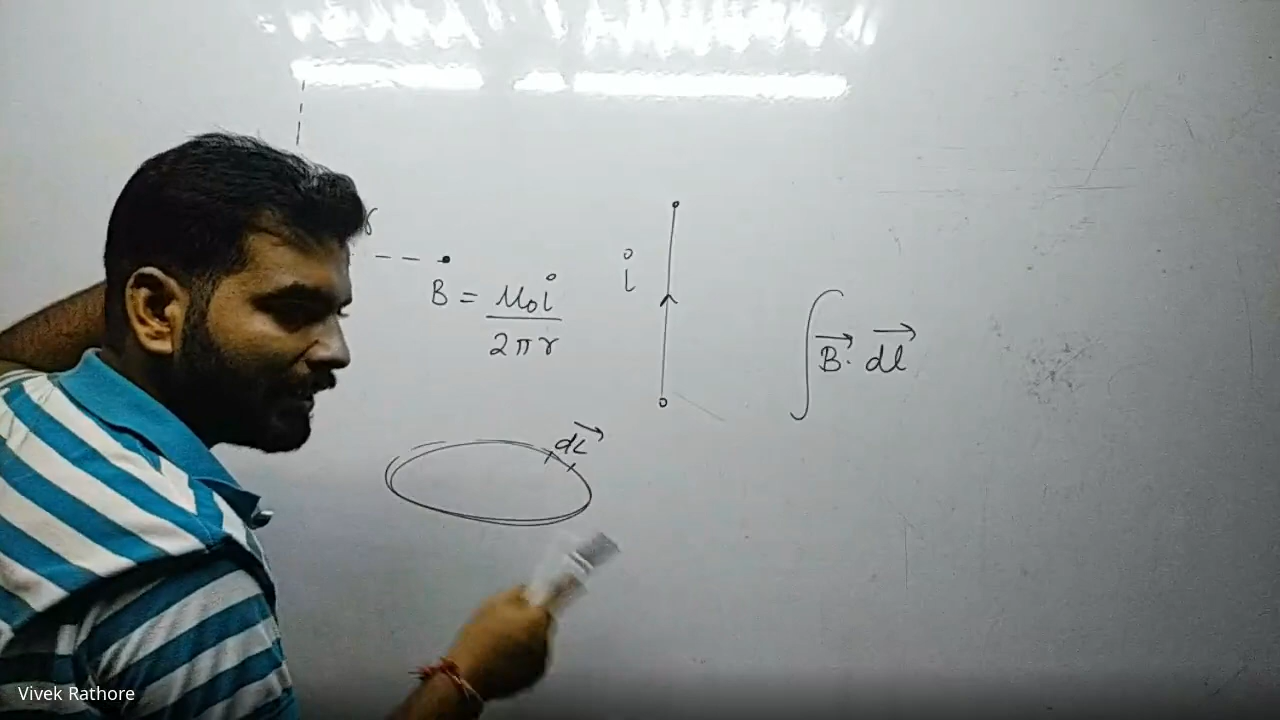 r
B = μ₀i / 2πr
i
∫ B⃗ · dl⃗
dL⃗
Vivek Rathore